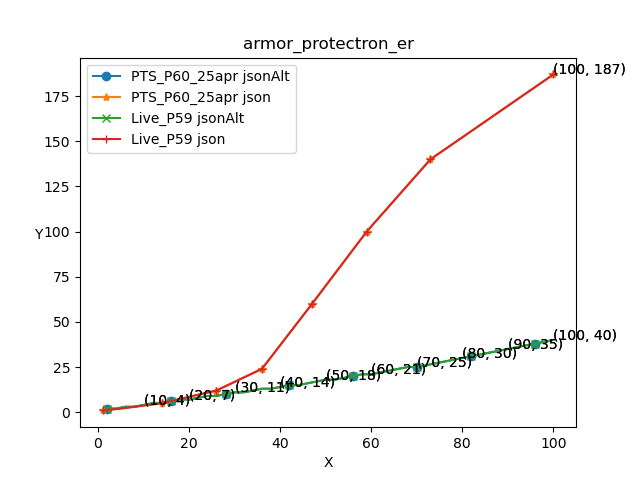 armor_protectron_er
PTS_P60_25apr jsonAlt
PTS_P60_25apr json
Live_P59 jsonAlt
Live_P59 json
(100, 187)
175
150
125
Y
100
75
50
25
0
(100, 40)
(90, 35)
(80, 30)
(70, 25)
(60, 21)
(50, 18)
(40, 14)
(30, 11)
(20, 7)
(10, 4)
0 20 40 60 80 100
X